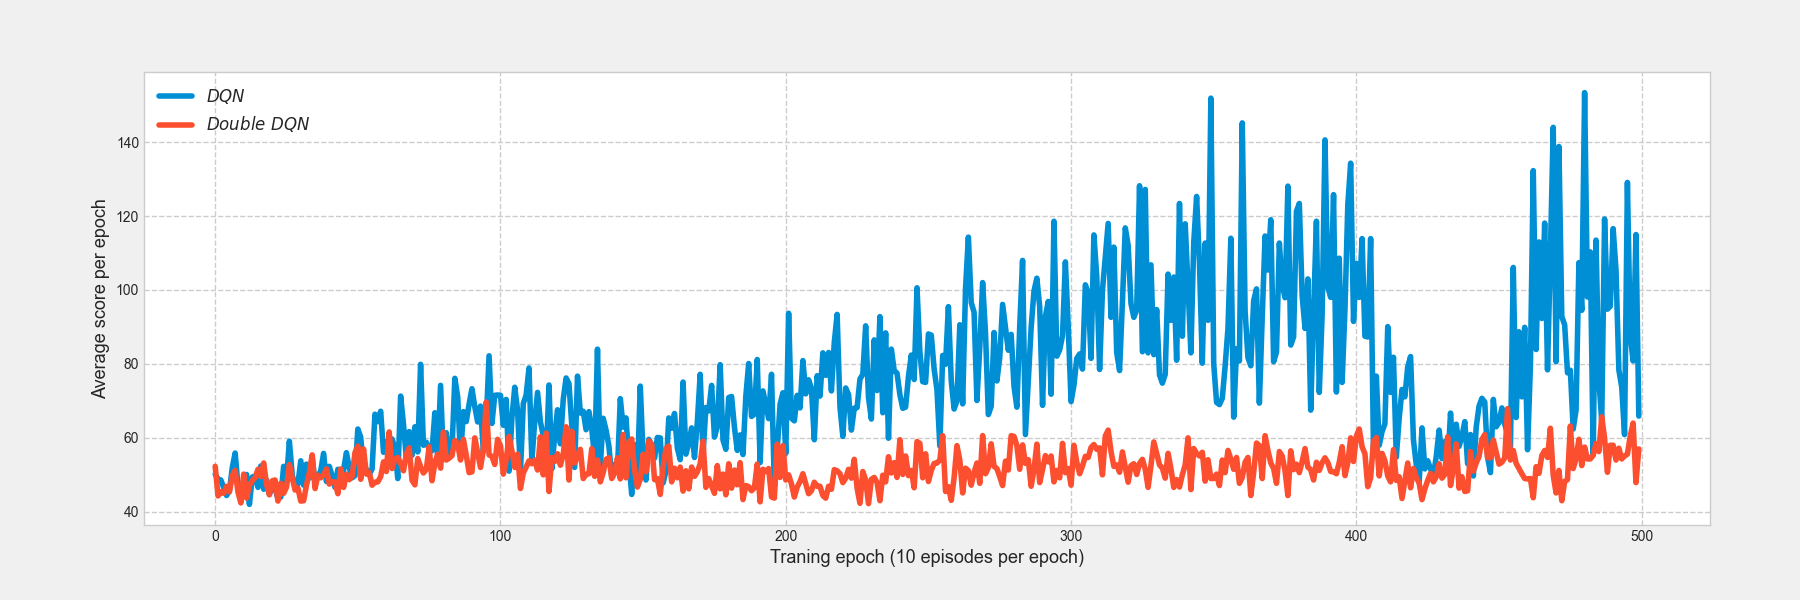 DQN
Double DQN
Average score per epoch
140
120
100
80
60
40
0 100 200 300 400 500
Traning epoch (10 episodes per epoch)